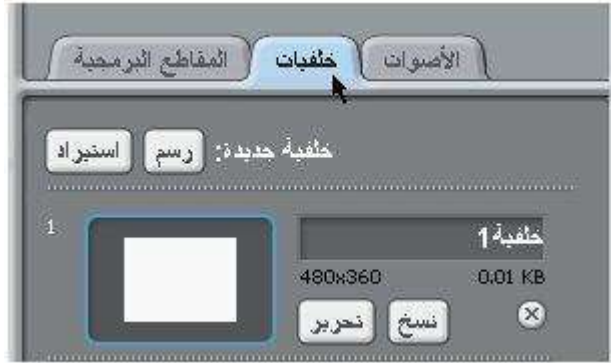 المقاطع البرمجية خلفيات الأصوات
خلفية جديدة: رسم استيراد
1
خلفية1
480x360 0.01 KB
نسخ تحرير